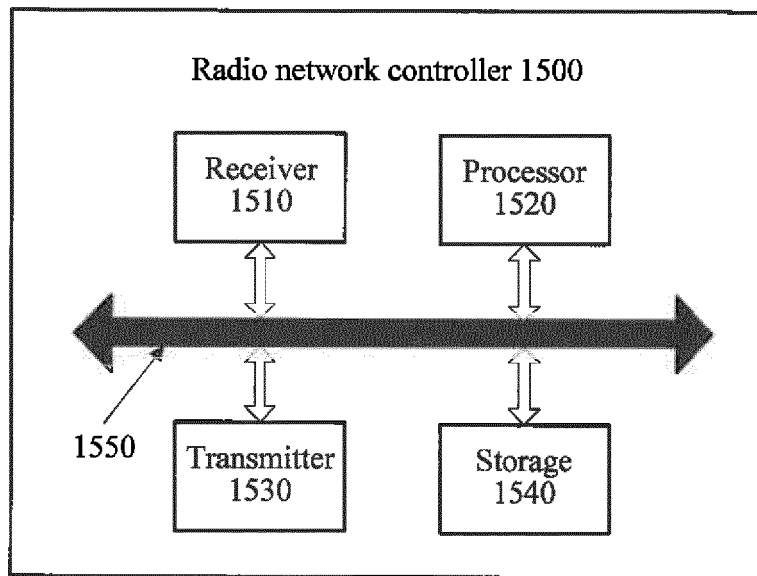 Radio network controller 1500
Receiver
1510
Processor
1520
1550
Transmitter
1530
Storage
1540